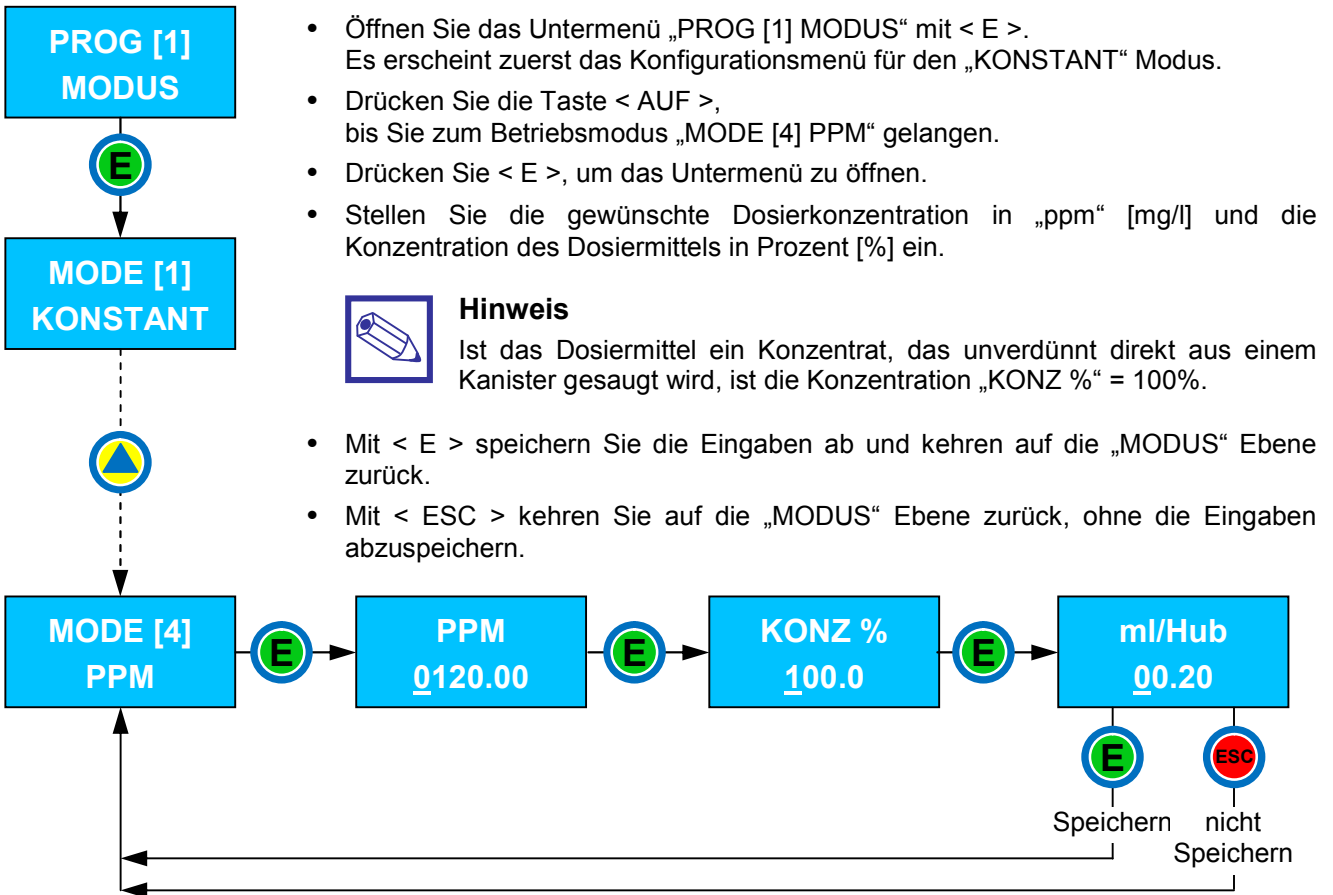 PROG [1]
MODUS
E
MODE [1]
KONSTANT
• Öffnen Sie das Untermenü „PROG [1] MODUS“ mit < E >.
Es erscheint zuerst das Konfigurationsmenü für den „KONSTANT“ Modus.
• Drücken Sie die Taste < AUF >,
bis Sie zum Betriebsmodus „MODE [4] PPM“ gelangen.
• Drücken Sie < E >, um das Untermenü zu öffnen.
• Stellen Sie die gewünschte Dosierkonzentration in „ppm“ [mg/l] und die
Konzentration des Dosiermittels in Prozent [%] ein.
Hinweis
Ist das Dosiermittel ein Konzentrat, das unverdünnt direkt aus einem
Kanister gesaugt wird, ist die Konzentration „KONZ %“ = 100%.
• Mit < E > speichern Sie die Eingaben ab und kehren auf die „MODUS“ Ebene
zurück.
• Mit < ESC > kehren Sie auf die „MODUS“ Ebene zurück, ohne die Eingaben
abzuspeichern.
MODE [4]
PPM
E
PPM
0120.00
E
KONZ %
100.0
E
ml/Hub
00.20
E
ESC
Speichern
nicht
Speichern